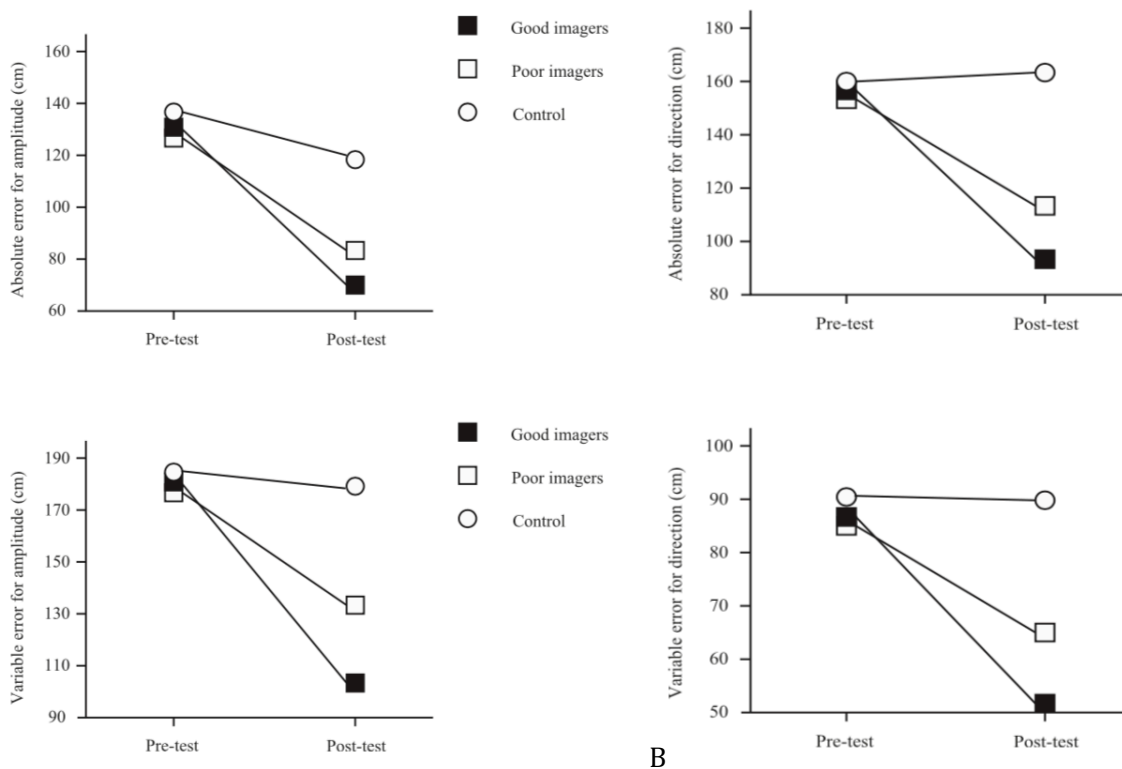 Absolute error for amplitude (cm)
160
140
120
100
80
60
Pre-test
Post-test
Good imagers
Poor imagers
Control
Absolute error for direction (cm)
180
160
140
120
100
80
Pre-test
Post-test
Variable error for amplitude (cm)
190
170
150
130
110
90
Pre-test
Post-test
Good imagers
Poor imagers
Control
Variable error for direction (cm)
100
90
80
70
60
50
Pre-test
Post-test
B